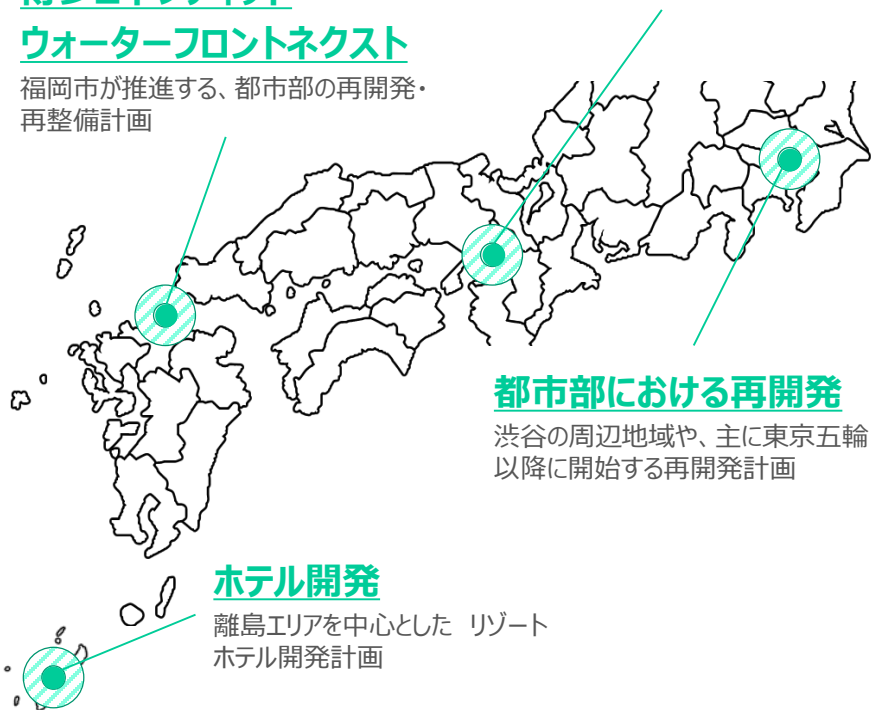 ウォーターフロントネクスト
福岡市が推進する、都市部の再開発・
再整備計画
都市部における再開発
渋谷の周辺地域や、主に東京五輪
以降に開始する再開発計画
ホテル開発
離島エリアを中心とした リゾート
ホテル開発計画